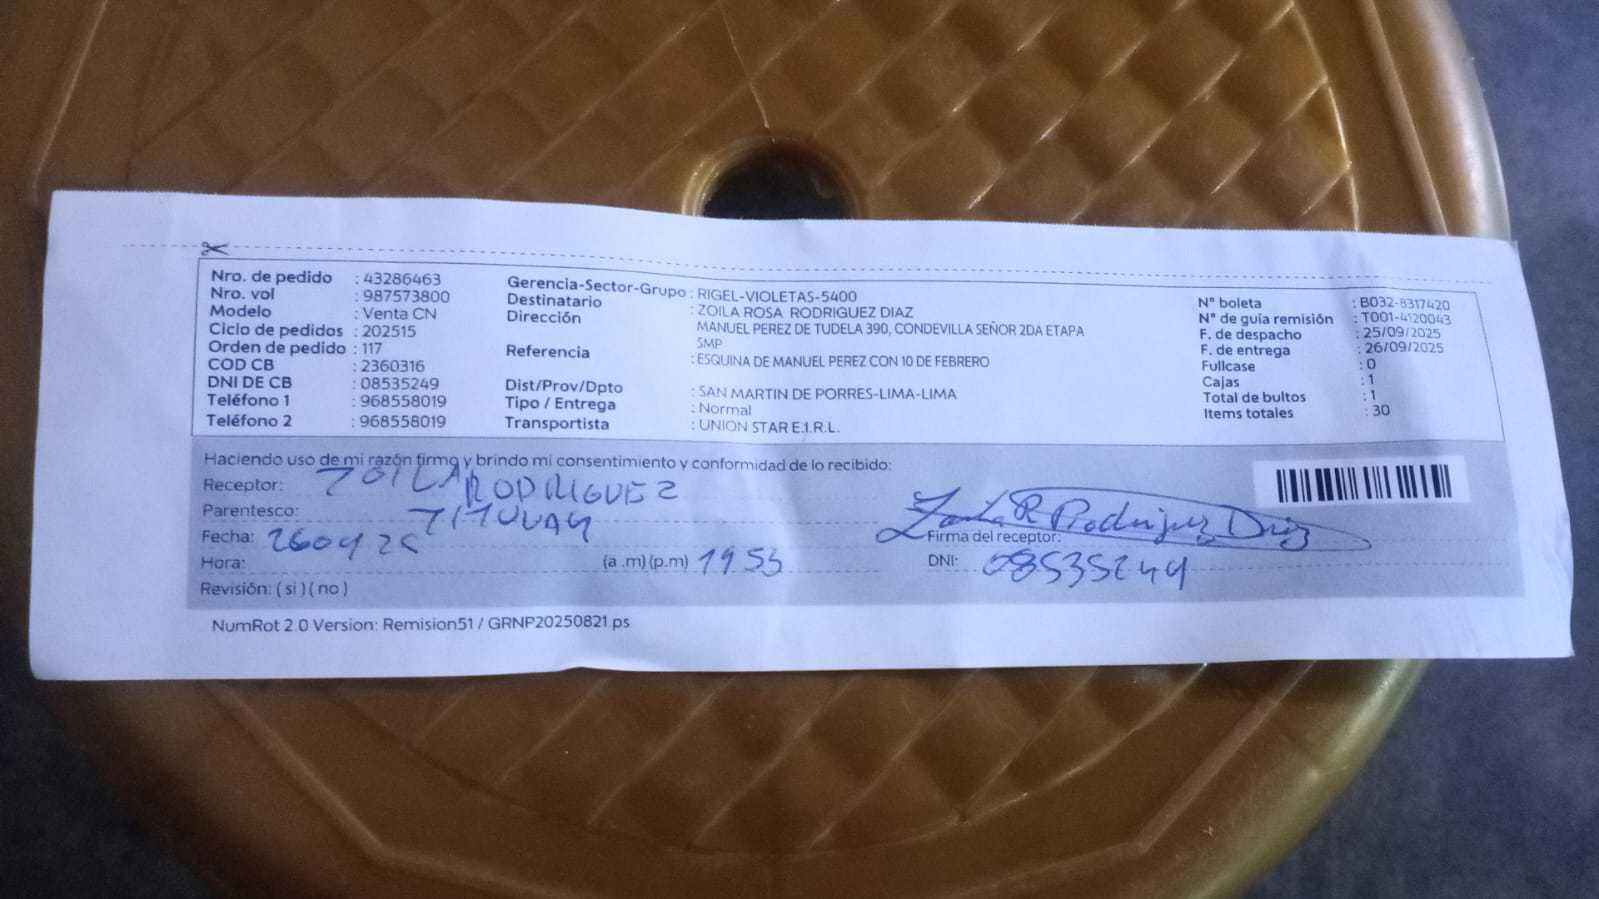 Nro. de pedido : 43286463
Nro. vol : 987573800
Modelo : Venta CN
Ciclo de pedidos : 202515
Orden de pedido : 117
COD CB : 2360316
DNI DE CB : 08535249
Teléfono 1 : 968558019
Teléfono 2 : 968558019
Gerencia-Sector-Grupo : RIGEL-VIOLETAS-5400
Destinatario : ZOILA ROSA RODRIGUEZ DIAZ
Dirección MANUEL PEREZ DE TUDELA 390, CONDEVILLA SEÑOR 2DA ETAPA
SMP
Referencia : ESQUINA DE MANUEL PEREZ CON 10 DE FEBRERO
Dist/Prov/Dpto : SAN MARTIN DE PORRES-LIMA-LIMA
Tipo / Entrega : Normal
Transportista : UNION STAR E.I.R.L.
N° boleta : B032-8317420
N° de guía remisión : T001-4120043
F. de despacho : 25/09/2025
F. de entrega : 26/09/2025
Fullcase : 0
Cajas : 1
Total de bultos : 1
Items totales : 30
Haciendo uso de mi razón firmo y brindo mi consentimiento y conformidad de lo recibido:
Receptor: ZOILA RODRIGUEZ
Parentesco: TITULAR
Fecha: 260925
Hora: (a .m) (p.m) 1953
Revisión: ( si ) ( no )
Rodriguez Diaz
Firma del receptor:
DNI: 08535249
NumRot 2.0 Version: Remision51 / GRNP20250821.ps